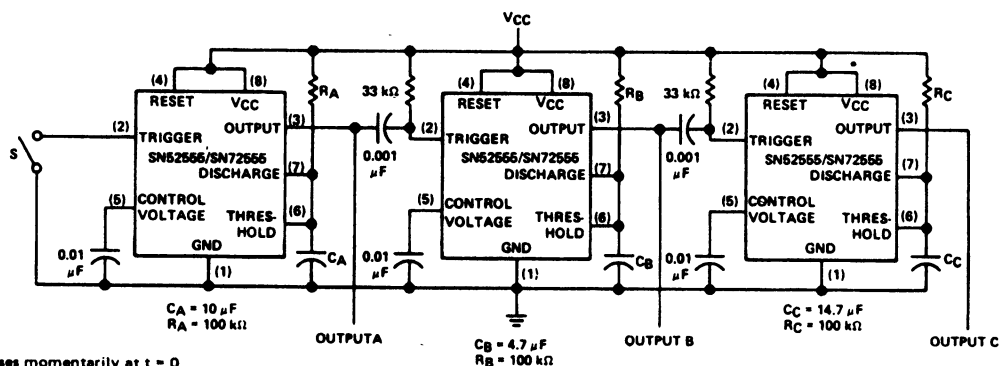 VCC
(4) (8)
RESET VCC
RA
33 kΩ
(2) TRIGGER
OUTPUT (3)
SN52555/SN72555
DISCHARGE (7)
S
(5) CONTROL VOLTAGE
THRES-HOLD (6)
GND
(1)
0.01 μF
CA
0.001 μF
CA = 10 μF
RA = 100 kΩ
OUTPUT A
(4) (8)
RESET VCC
RB
33 kΩ
(2) TRIGGER
OUTPUT (3)
SN52555/SN72555
DISCHARGE (7)
(5) CONTROL VOLTAGE
THRES-HOLD (6)
GND
(1)
0.01 μF
CB
0.001 μF
CB = 4.7 μF
RB = 100 kΩ
OUTPUT B
(4) (8)
RESET VCC
RC
(2) TRIGGER
OUTPUT (3)
SN52555/SN72555
DISCHARGE (7)
(5) CONTROL VOLTAGE
THRES-HOLD (6)
GND
(1)
0.01 μF
CC
CC = 14.7 μF
RC = 100 kΩ
OUTPUT C
momentarily at t = 0